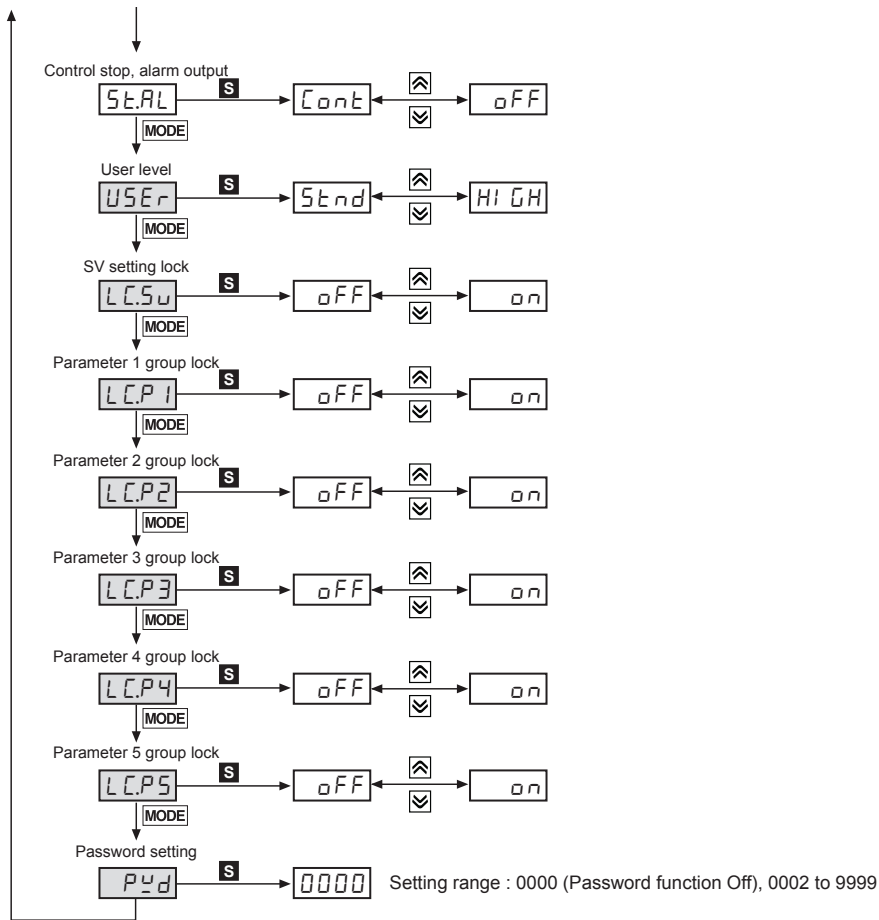 Control stop, alarm output
St.AL S Cont oFF
MODE
User level
USEr S Stnd HIGH
MODE
SV setting lock
LC.Sv S oFF on
MODE
Parameter 1 group lock
LC.P1 S oFF on
MODE
Parameter 2 group lock
LC.P2 S oFF on
MODE
Parameter 3 group lock
LC.P3 S oFF on
MODE
Parameter 4 group lock
LC.P4 S oFF on
MODE
Parameter 5 group lock
LC.P5 S oFF on
MODE
Password setting
PWd S 0000 Setting range : 0000 (Password function Off), 0002 to 9999